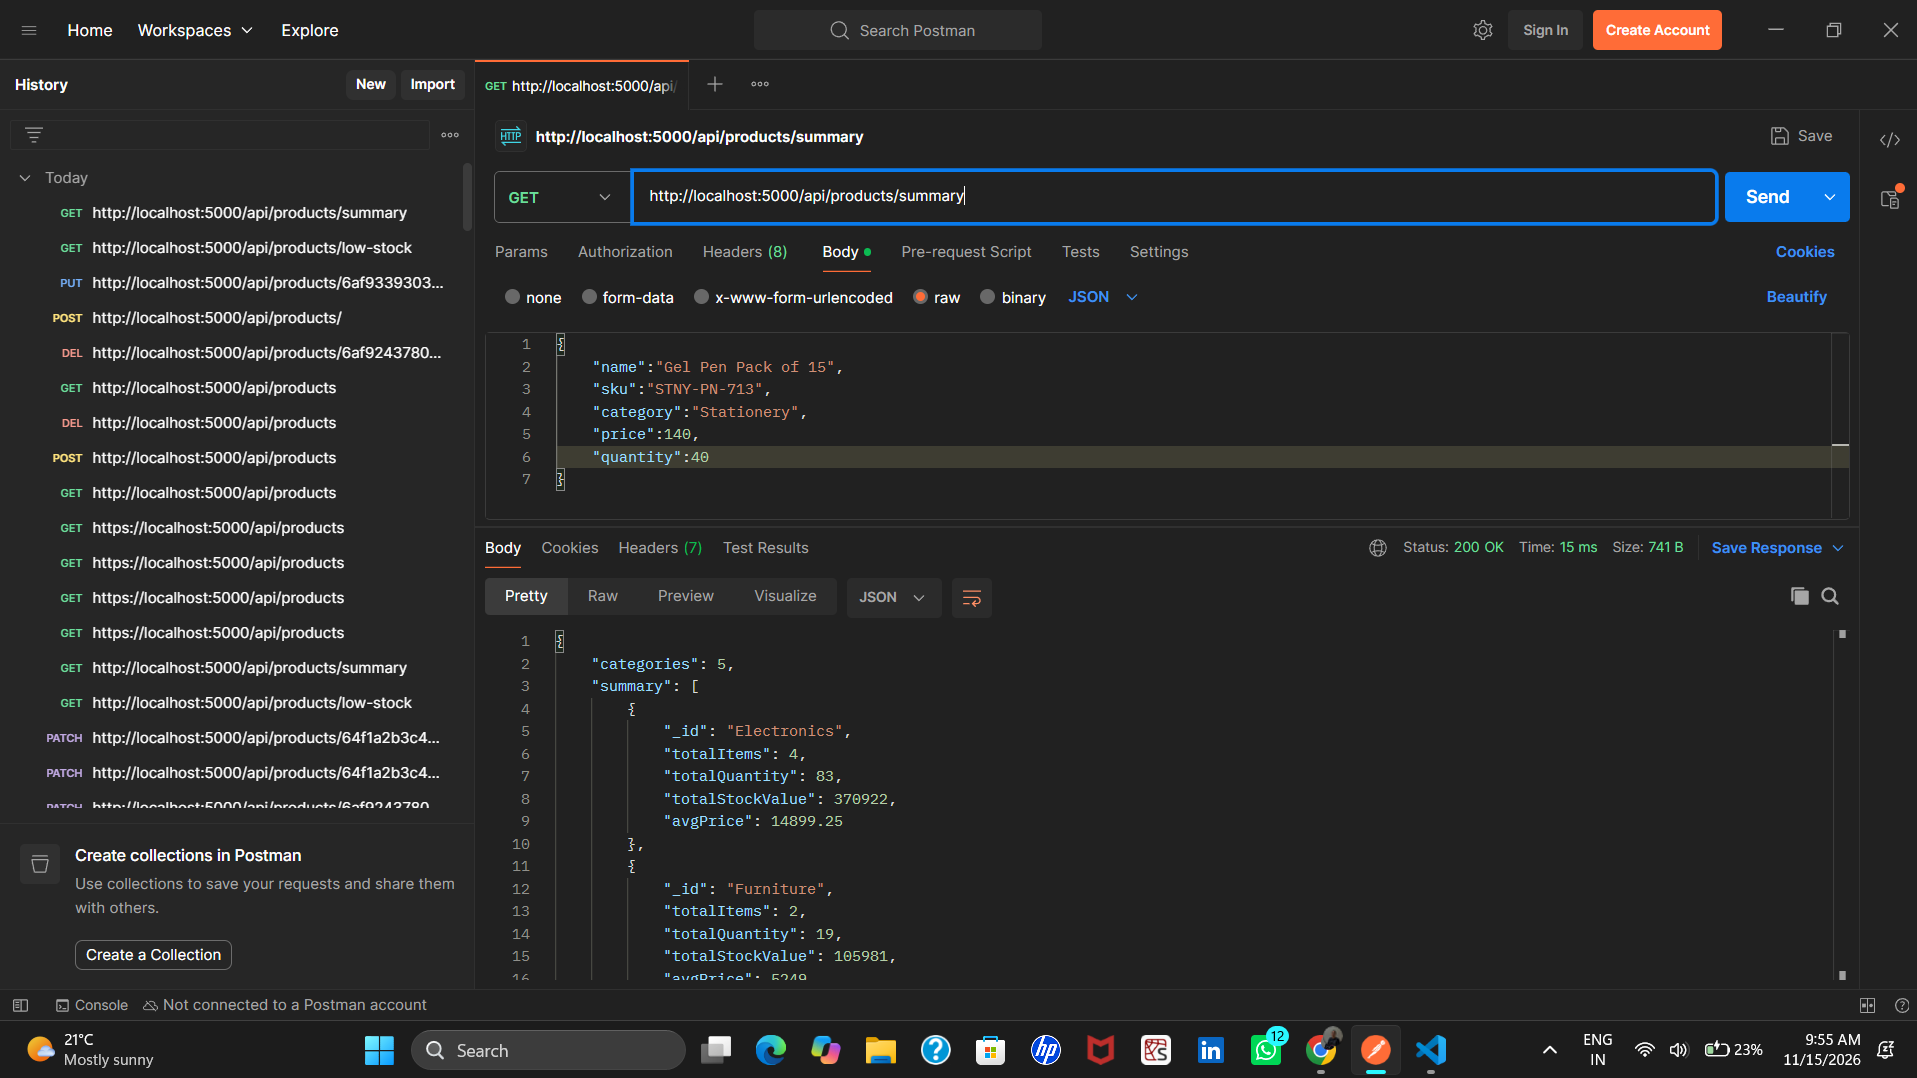 Home Workspaces Explore
Search Postman
Sign In Create Account
History New Import
GET http://localhost:5000/api/
HTTP http://localhost:5000/api/products/summary
Save
Today
GET http://localhost:5000/api/products/summary
GET http://localhost:5000/api/products/low-stock
PUT http://localhost:5000/api/products/6af9339303...
POST http://localhost:5000/api/products/
DEL http://localhost:5000/api/products/6af9243780...
GET http://localhost:5000/api/products
DEL http://localhost:5000/api/products
POST http://localhost:5000/api/products
GET http://localhost:5000/api/products
GET https://localhost:5000/api/products
GET https://localhost:5000/api/products
GET https://localhost:5000/api/products
GET https://localhost:5000/api/products
GET http://localhost:5000/api/products/summary
GET http://localhost:5000/api/products/low-stock
PATCH http://localhost:5000/api/products/64f1a2b3c4...
PATCH http://localhost:5000/api/products/64f1a2b3c4...
PATCH http://localhost:5000/api/products/6af9243780
Create collections in Postman
Use collections to save your requests and share them
with others.
Create a Collection
GET http://localhost:5000/api/products/summary Send
Params Authorization Headers (8) Body Pre-request Script Tests Settings Cookies
none form-data x-www-form-urlencoded raw binary JSON Beautify
1 {
2 "name":"Gel Pen Pack of 15",
3 "sku":"STNY-PN-713",
4 "category":"Stationery",
5 "price":140,
6 "quantity":40
7 }
Body Cookies Headers (7) Test Results Status: 200 OK Time: 15 ms Size: 741 B Save Response
Pretty Raw Preview Visualize JSON
1 {
2 "categories": 5,
3 "summary": [
4 {
5 "_id": "Electronics",
6 "totalItems": 4,
7 "totalQuantity": 83,
8 "totalStockValue": 370922,
9 "avgPrice": 14899.25
10 },
11 {
12 "_id": "Furniture",
13 "totalItems": 2,
14 "totalQuantity": 19,
15 "totalStockValue": 105981,
16 "avgPrice": 5249
Console Not connected to a Postman account
21°C
Mostly sunny
Search
12
ENG
IN
23%
9:55 AM
11/15/2026